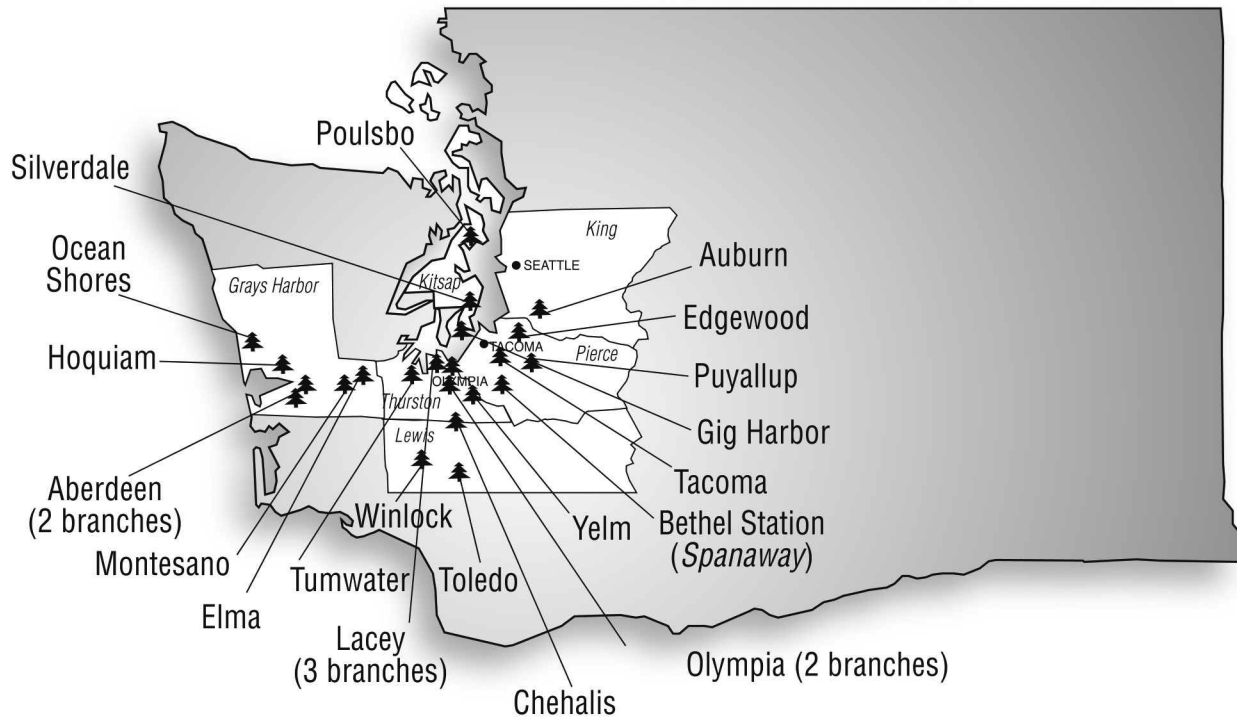 Poulsbo
Silverdale
King
Ocean
Shores
Auburn
SEATTLE
Kitsap
Grays Harbor
Edgewood
TACOMA
Hoquiam
Pierce
Puyallup
OLYMPIA
Thurston
Lewis
Gig Harbor
Tacoma
Aberdeen
(2 branches)
Winlock
Yelm
Bethel Station
(Spanaway)
Montesano
Tumwater
Toledo
Elma
Lacey
(3 branches)
Olympia (2 branches)
Chehalis